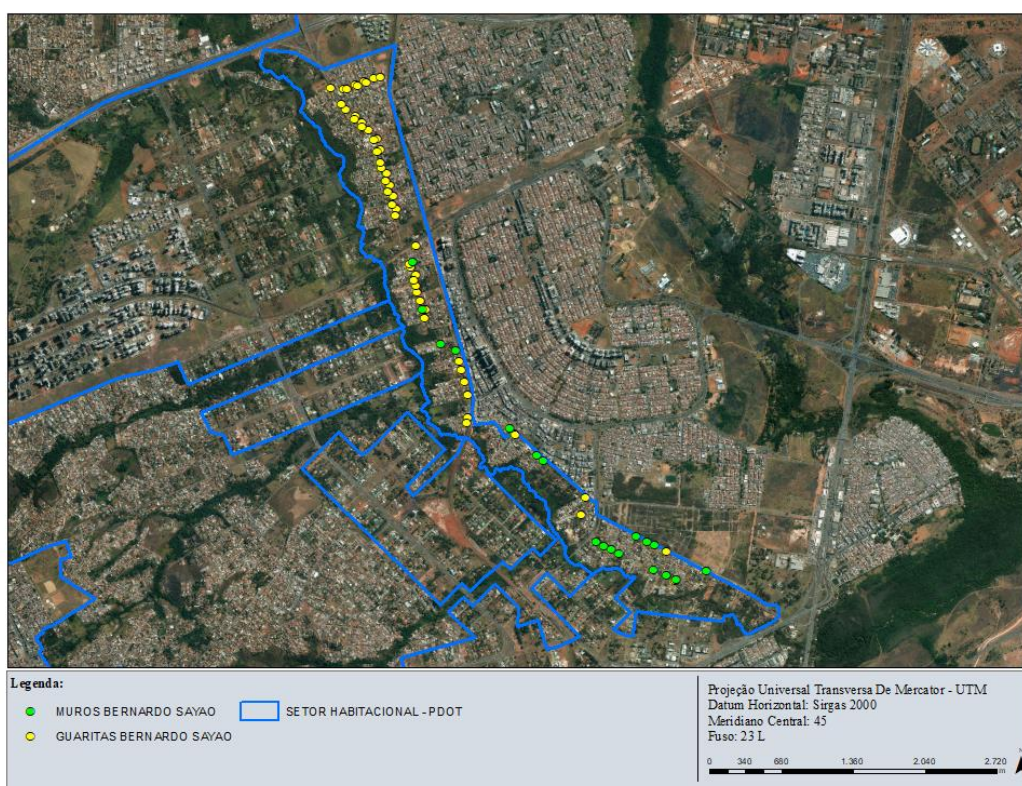 Legenda:
MUROS BERNARDO SAYAO
SETOR HABITACIONAL - PDOT
GUARITAS BERNARDO SAYAO
Projeção Universal Transversa De Mercator - UTM
Datum Horizontal: Sirgas 2000
Meridiano Central: 45
Fuso: 23 L
0 340 680 1.360 2.040 2.720
m
N